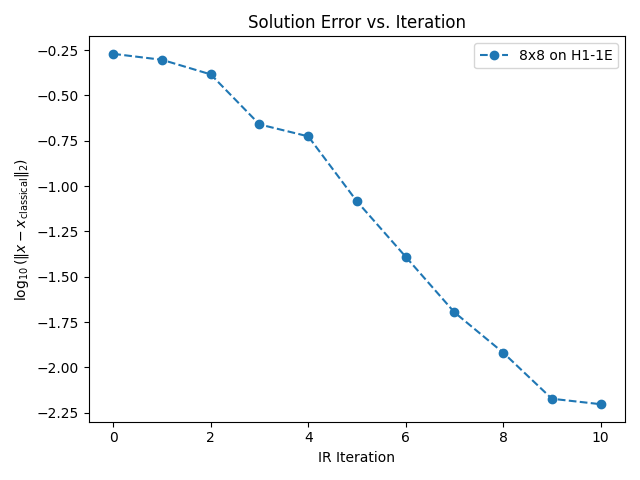 Solution Error vs. Iteration
8x8 on H1-1E
log₁₀(‖x − x_classical‖₂)
−0.25
−0.50
−0.75
−1.00
−1.25
−1.50
−1.75
−2.00
−2.25
0 2 4 6 8 10
IR Iteration